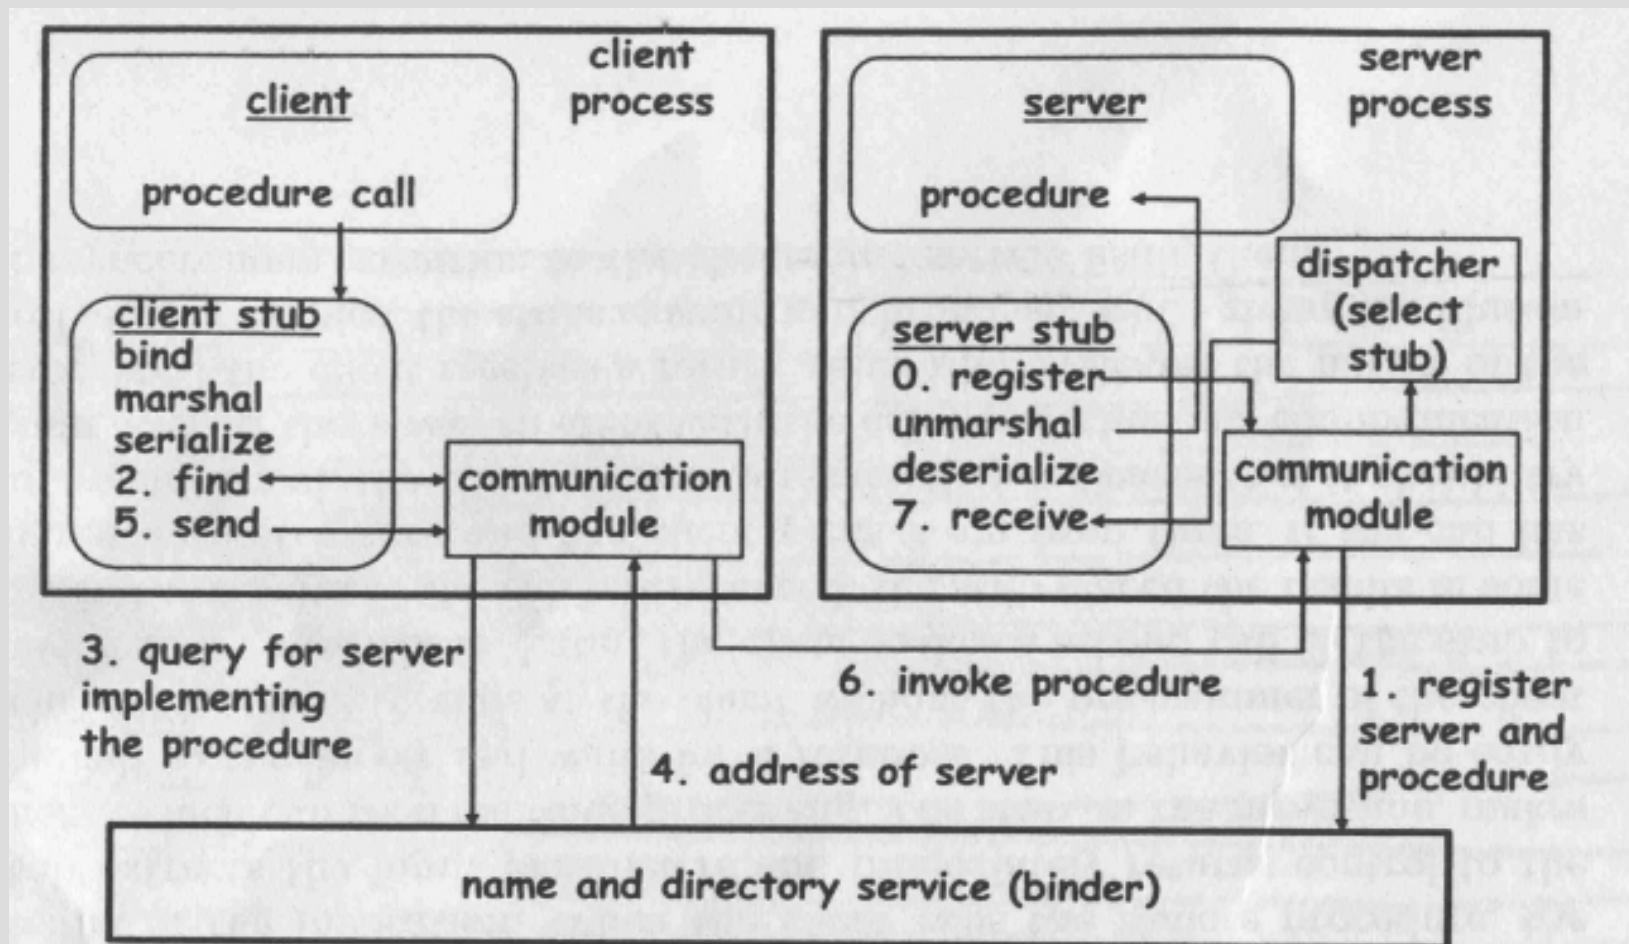 client
process
client
procedure call
client stub
bind
marshal
serialize
2. find
5. send
communication
module
server
process
server
procedure
dispatcher
(select
stub)
server stub
0. register
unmarshal
deserialize
7. receive
communication
module
3. query for server
implementing
the procedure
6. invoke procedure
1. register
server and
procedure
4. address of server
name and directory service (binder)